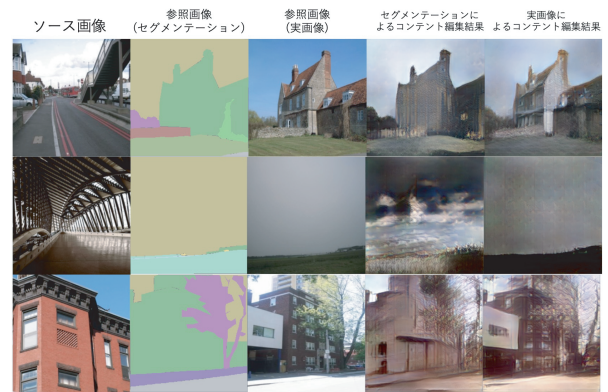 ソース画像
参照画像
(セグメンテーション)
参照画像
(実画像)
セグメンテーションに
よるコンテント編集結果
実画像に
よるコンテント編集結果